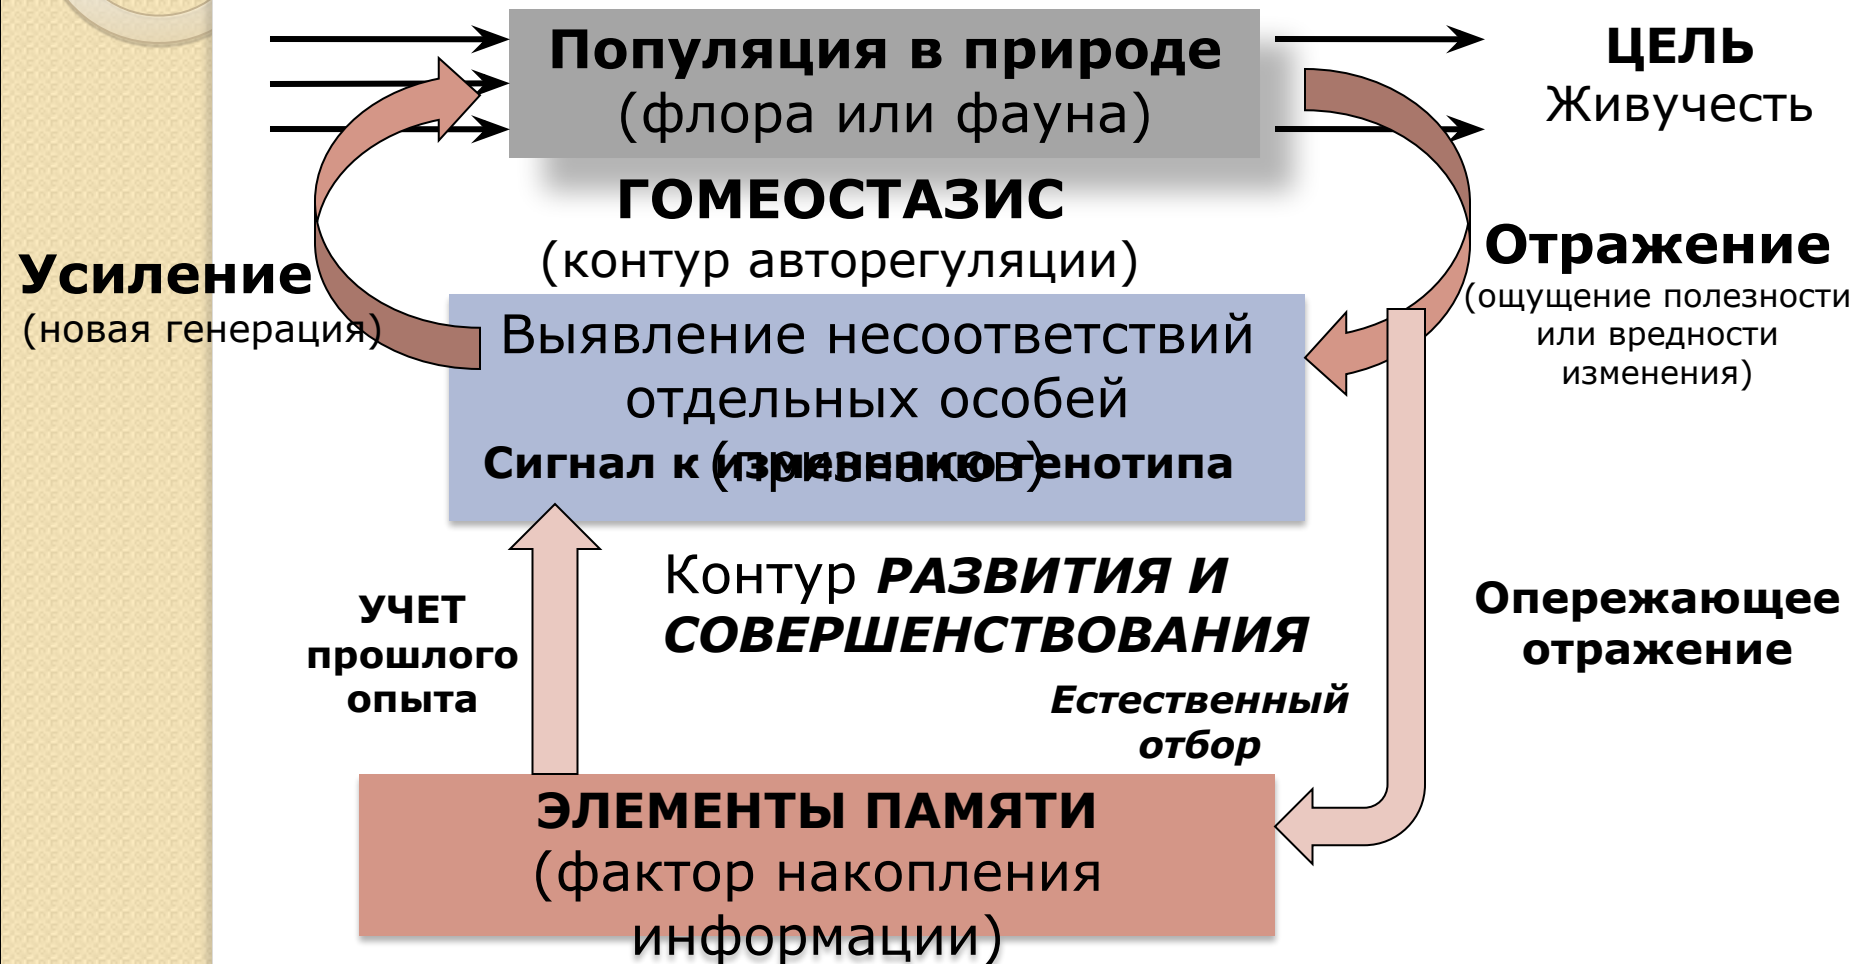 Популяция в природе
(флора или фауна)
ЦЕЛЬ
Живучесть
ГОМЕОСТАЗИС
(контур авторегуляции)
Усиление
(новая генерация)
Отражение
(ощущение полезности
или вредности
изменения)
Выявление несоответствий
отдельных особей
(признаков)
Сигнал к изменению генотипа
Контур РАЗВИТИЯ И
СОВЕРШЕНСТВОВАНИЯ
УЧЕТ
прошлого
опыта
Опережающее
отражение
Естественный
отбор
ЭЛЕМЕНТЫ ПАМЯТИ
(фактор накопления
информации)